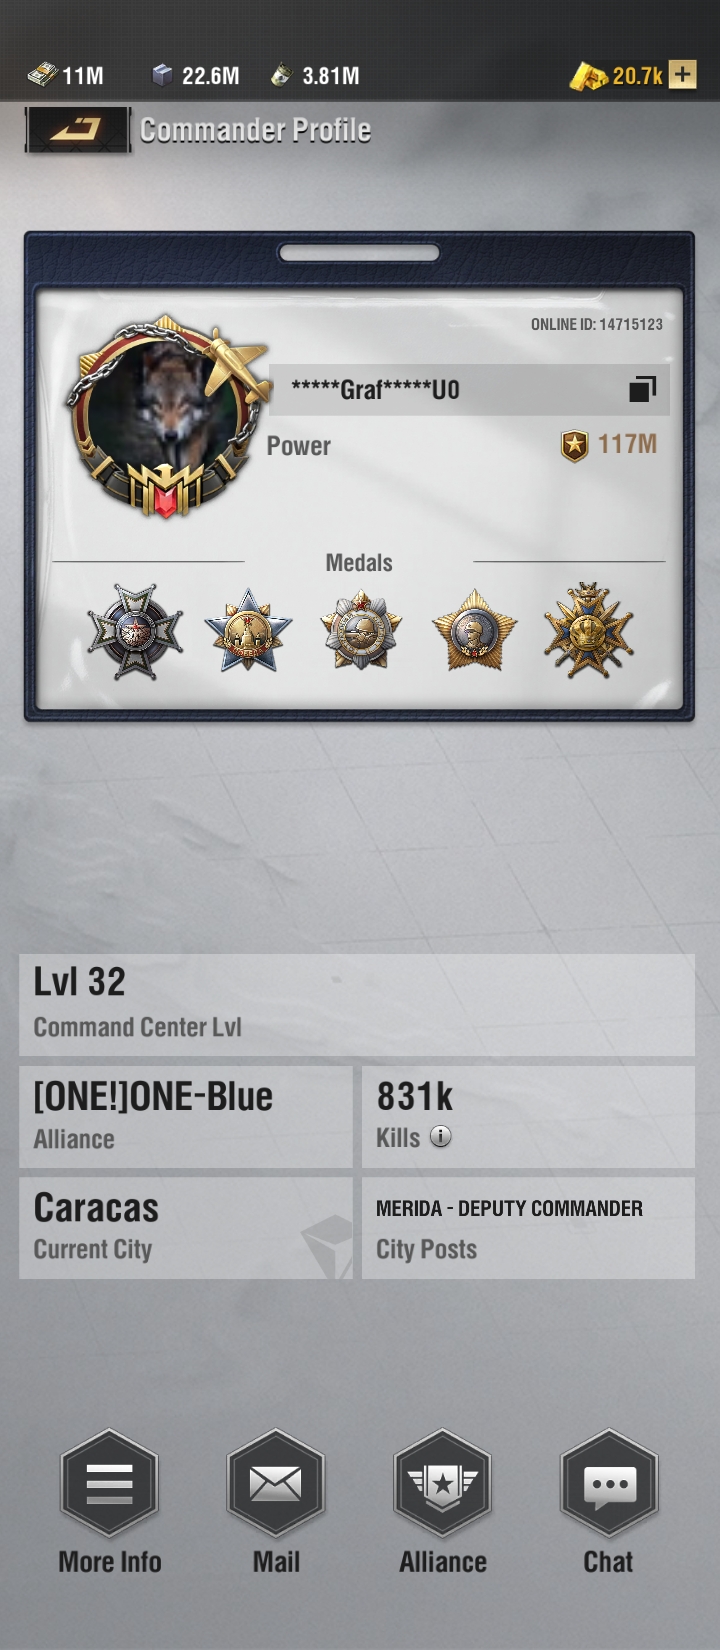 11M 22.6M 3.81M 20.7k
Commander Profile
ONLINE ID: 14715123
*****Graf*****U0
Power 117M
Medals
Lvl 32
Command Center Lvl
[ONE!]ONE-Blue
Alliance
831k
Kills
Caracas
Current City
MERIDA - DEPUTY COMMANDER
City Posts
More Info Mail Alliance Chat